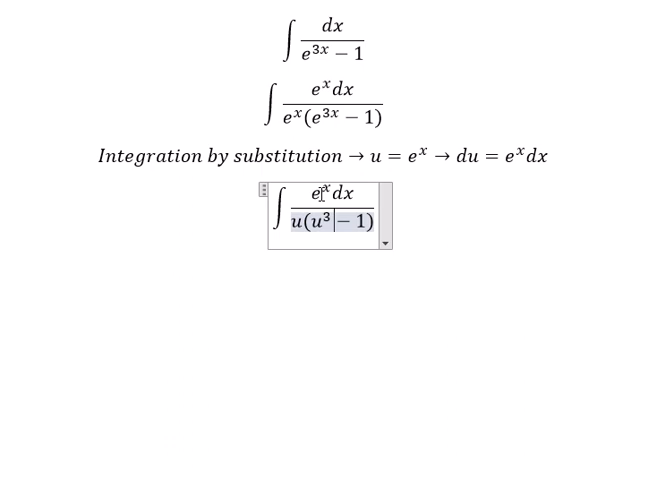 ∫ dx / (e^{3x} − 1)
∫ e^x dx / (e^x(e^{3x} − 1))
Integration by substitution → u = e^x → du = e^x dx
∫ e^x dx / (u(u^3 − 1))